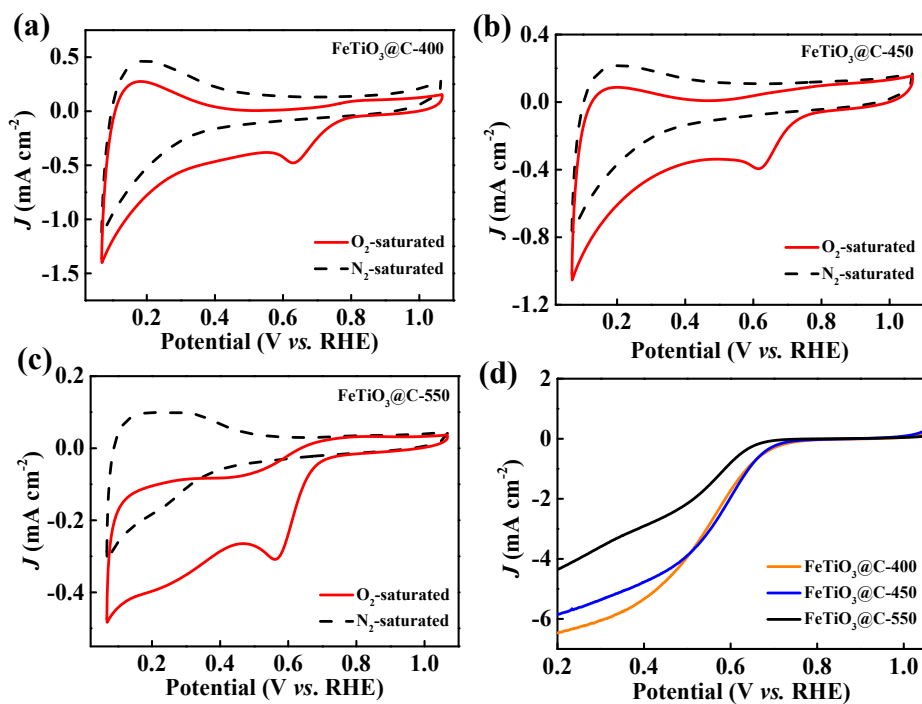 (a)
FeTiO₃@C-400
0.5
0.0
-0.5
-1.0
-1.5
J (mA cm⁻²)
O₂-saturated
N₂-saturated
0.2 0.4 0.6 0.8 1.0
Potential (V vs. RHE)
(b)
FeTiO₃@C-450
0.4
0.0
-0.4
-0.8
-1.2
J (mA cm⁻²)
O₂-saturated
N₂-saturated
0.2 0.4 0.6 0.8 1.0
Potential (V vs. RHE)
(c)
FeTiO₃@C-550
0.2
0.0
-0.2
-0.4
J (mA cm⁻²)
O₂-saturated
N₂-saturated
0.2 0.4 0.6 0.8 1.0
Potential (V vs. RHE)
(d)
2
0
-2
-4
-6
J (mA cm⁻²)
FeTiO₃@C-400
FeTiO₃@C-450
FeTiO₃@C-550
0.2 0.4 0.6 0.8 1.0
Potential (V vs. RHE)